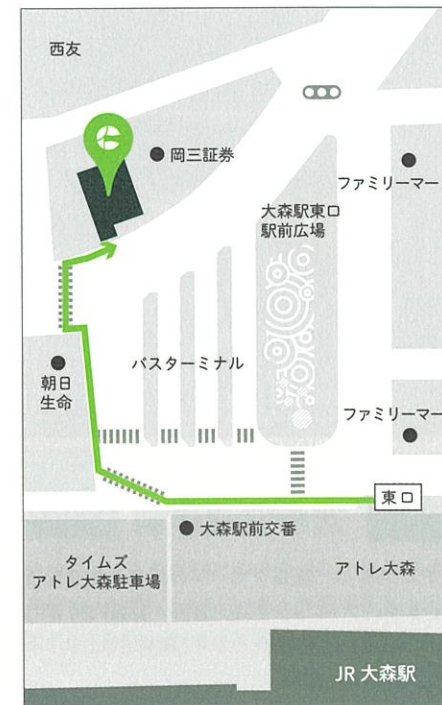 西友
岡三証券
ファミリーマー
大森駅東口
駅前広場
バスターミナル
朝日
生命
ファミリーマー
東口
大森駅前交番
タイムズ
アトレ大森駐車場
アトレ大森
JR 大森駅